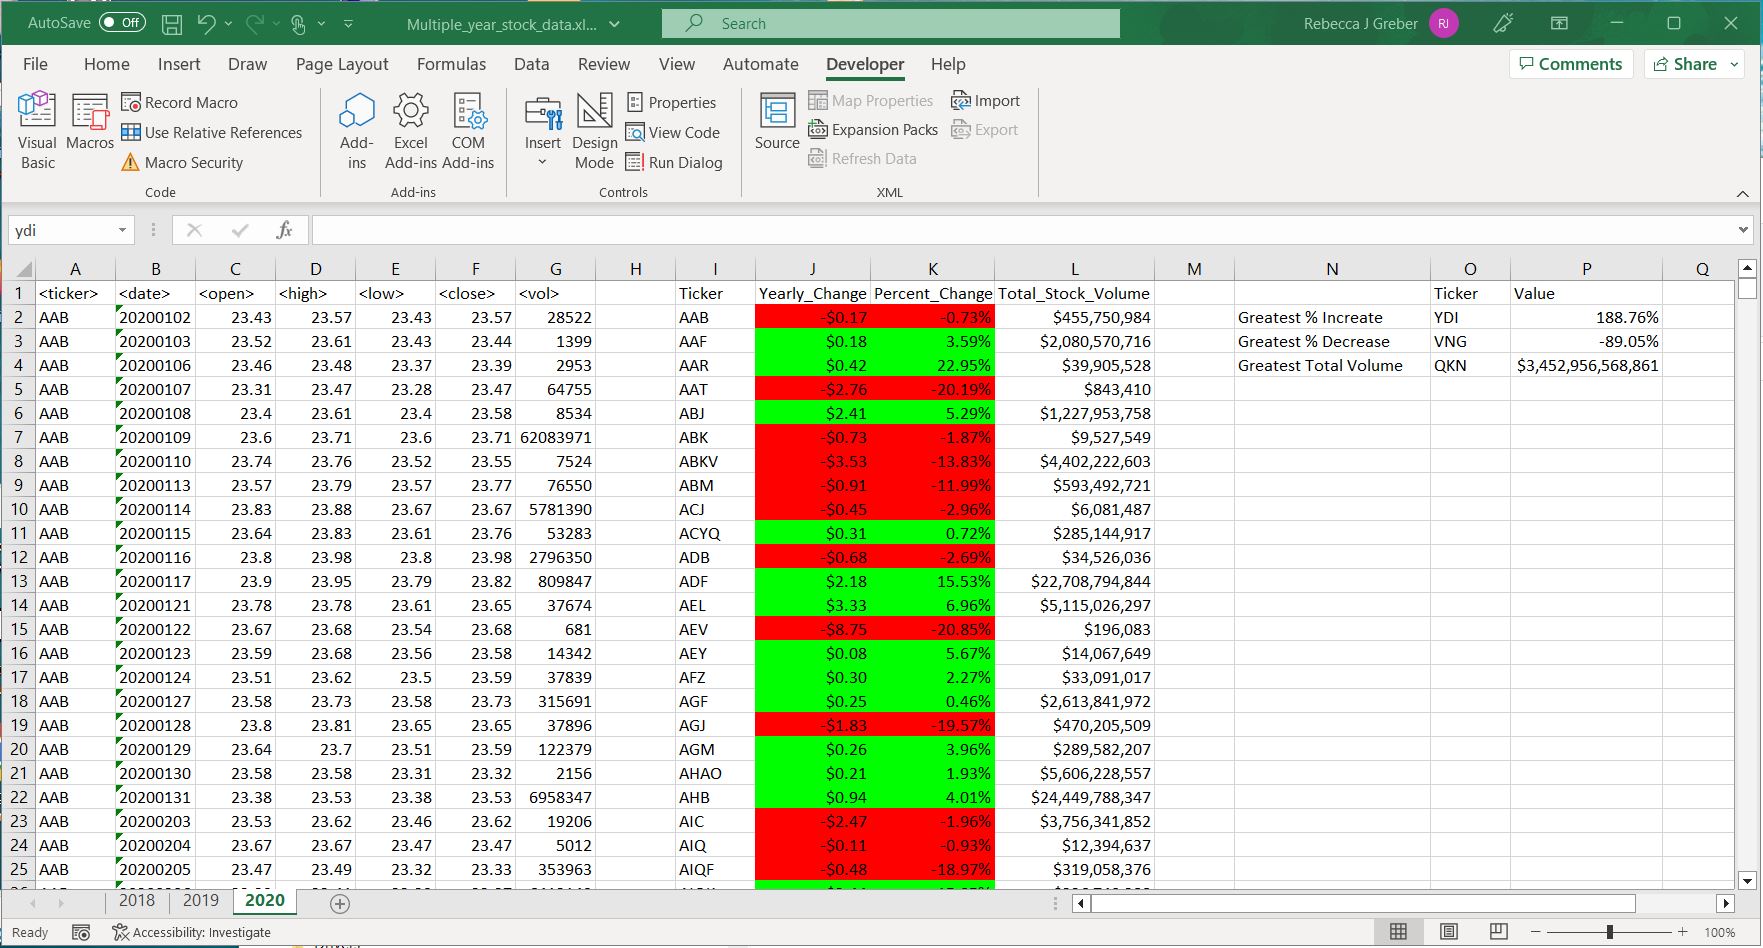 AutoSave Off Multiple_year_stock_data.xl... Search Rebecca J Greber RJ
File Home Insert Draw Page Layout Formulas Data Review View Automate Developer Help Comments Share
Visual Basic
Macros
Record Macro
Use Relative References
Macro Security
Code
Add-ins
Excel Add-ins
COM Add-ins
Add-ins
Insert
Design Mode
Properties
View Code
Run Dialog
Controls
Source
Map Properties
Expansion Packs
Refresh Data
Import
Export
XML
ydi fx
A B C D E F G H I J K L M N O P Q
1 <ticker> <date> <open> <high> <low> <close> <vol> Ticker Yearly_Change Percent_Change Total_Stock_Volume Ticker Value
2 AAB 20200102 23.43 23.57 23.43 23.57 28522 AAB -$0.17 -0.73% $455,750,984 Greatest % Increate YDI 188.76%
3 AAB 20200103 23.52 23.61 23.43 23.44 1399 AAF $0.18 3.59% $2,080,570,716 Greatest % Decrease VNG -89.05%
4 AAB 20200106 23.46 23.48 23.37 23.39 2953 AAR $0.42 22.95% $39,905,528 Greatest Total Volume QKN $3,452,956,568,861
5 AAB 20200107 23.31 23.47 23.28 23.47 64755 AAT -$2.76 -20.19% $843,410
6 AAB 20200108 23.4 23.61 23.4 23.58 8534 ABJ $2.41 5.29% $1,227,953,758
7 AAB 20200109 23.6 23.71 23.6 23.71 62083971 ABK -$0.73 -1.87% $9,527,549
8 AAB 20200110 23.74 23.76 23.52 23.55 7524 ABKV -$3.53 -13.83% $4,402,222,603
9 AAB 20200113 23.57 23.79 23.57 23.77 76550 ABM -$0.91 -11.99% $593,492,721
10 AAB 20200114 23.83 23.88 23.67 23.67 5781390 ACJ -$0.45 -2.96% $6,081,487
11 AAB 20200115 23.64 23.83 23.61 23.76 53283 ACYQ $0.31 0.72% $285,144,917
12 AAB 20200116 23.8 23.98 23.8 23.98 2796350 ADB -$0.68 -2.69% $34,526,036
13 AAB 20200117 23.9 23.95 23.79 23.82 809847 ADF $2.18 15.53% $22,708,794,844
14 AAB 20200121 23.78 23.78 23.61 23.65 37674 AEL $3.33 6.96% $5,115,026,297
15 AAB 20200122 23.67 23.68 23.54 23.68 681 AEV -$8.75 -20.85% $196,083
16 AAB 20200123 23.59 23.68 23.56 23.58 14342 AEY $0.08 5.67% $14,067,649
17 AAB 20200124 23.51 23.62 23.5 23.59 37839 AFZ $0.30 2.27% $33,091,017
18 AAB 20200127 23.58 23.73 23.58 23.73 315691 AGF $0.25 0.46% $2,613,841,972
19 AAB 20200128 23.8 23.81 23.65 23.65 37896 AGJ -$1.83 -19.57% $470,205,509
20 AAB 20200129 23.64 23.7 23.51 23.59 122379 AGM $0.26 3.96% $289,582,207
21 AAB 20200130 23.58 23.58 23.31 23.32 2156 AHAO $0.21 1.93% $5,606,228,557
22 AAB 20200131 23.38 23.53 23.38 23.53 6958347 AHB $0.94 4.01% $24,449,788,347
23 AAB 20200203 23.53 23.62 23.46 23.62 19206 AIC -$2.47 -1.96% $3,756,341,852
24 AAB 20200204 23.67 23.67 23.47 23.47 5012 AIQ -$0.11 -0.93% $12,394,637
25 AAB 20200205 23.47 23.49 23.32 23.33 353963 AIQF -$0.48 -18.97% $319,058,376
2018 2019 2020
Ready Accessibility: Investigate 100%